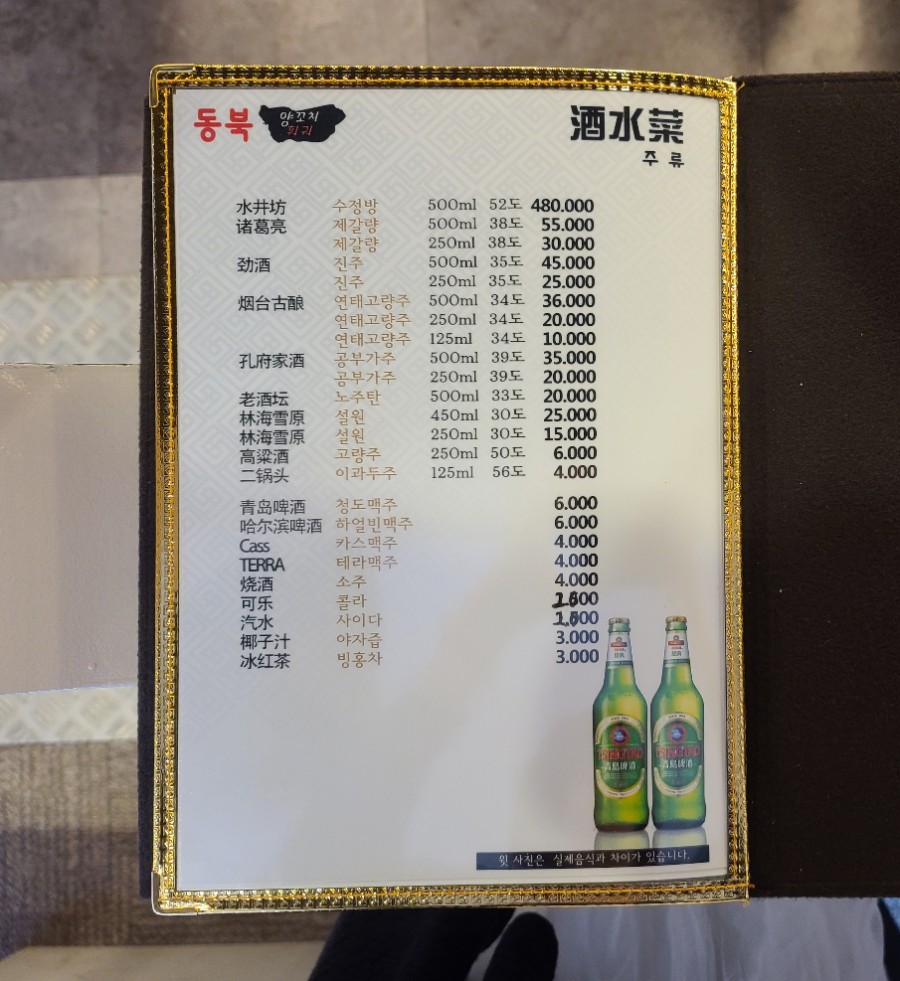 동북 양꼬치
酒水菜
주 류
水井坊 수정방 500ml 52도 480.000
诸葛亮 제갈량 500ml 38도 55.000
제갈량 250ml 38도 30.000
劲酒 진주 500ml 35도 45.000
진주 250ml 35도 25.000
烟台古酿 연태고량주 500ml 34도 36.000
연태고량주 250ml 34도 20.000
연태고량주 125ml 34도 10.000
孔府家酒 공부가주 500ml 39도 35.000
공부가주 250ml 39도 20.000
老酒坛 노주탄 500ml 33도 20.000
林海雪原 설원 450ml 30도 25.000
林海雪原 설원 250ml 30도 15.000
高粱酒 고량주 250ml 50도 6.000
二锅头 이과두주 125ml 56도 4.000
青岛啤酒 청도맥주 6.000
哈尔滨啤酒 하얼빈맥주 6.000
Cass 카스맥주 4.000
TERRA 테라맥주 4.000
烧酒 소주 4.000
可乐 콜라
汽水 사이다
椰子汁 야자즙 3.000
冰红茶 빙홍차 3.000
青島啤酒 青島啤酒
윗 사진은 실제음식과 차이가 있습니다.